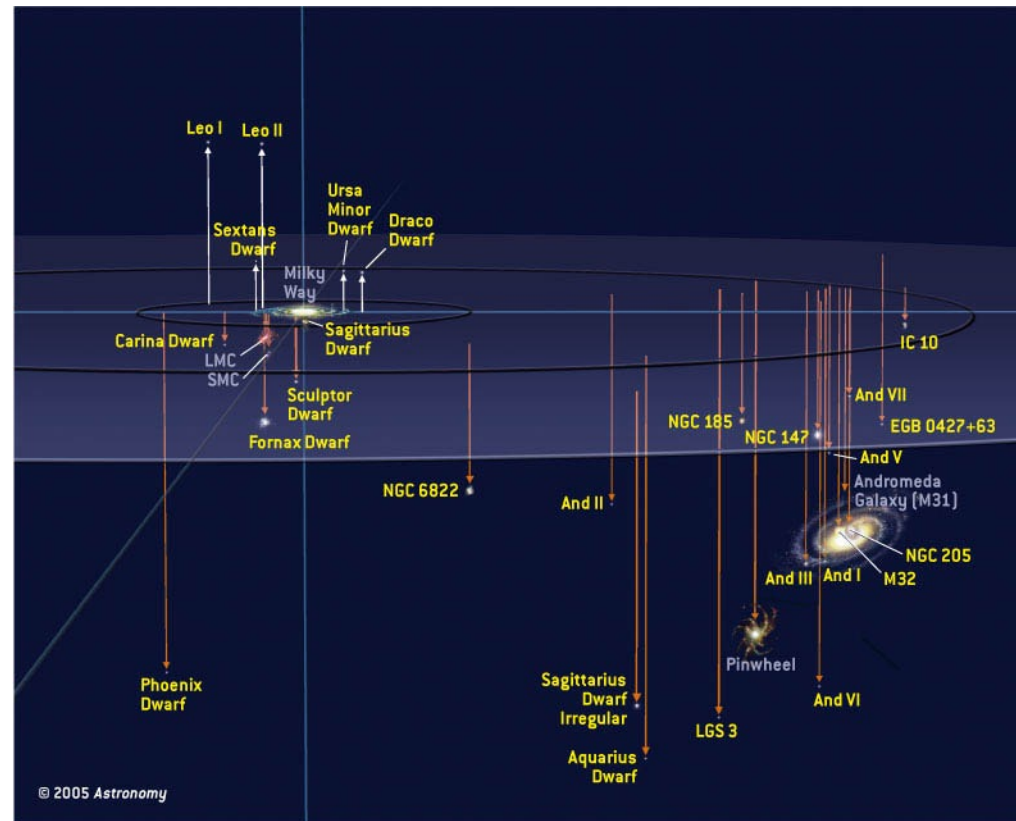 Leo I
Leo II
Ursa
Minor
Dwarf
Draco
Dwarf
Sextans
Dwarf
Milky
Way
Sagittarius
Dwarf
Carina Dwarf
LMC
SMC
Sculptor
Dwarf
Fornax Dwarf
IC 10
And VII
NGC 185
NGC 147
EGB 0427+63
And V
NGC 6822
And II
Andromeda
Galaxy (M31)
NGC 205
And III
And I
M32
Pinwheel
Phoenix
Dwarf
Sagittarius
Dwarf
Irregular
And VI
LGS 3
Aquarius
Dwarf
© 2005 Astronomy